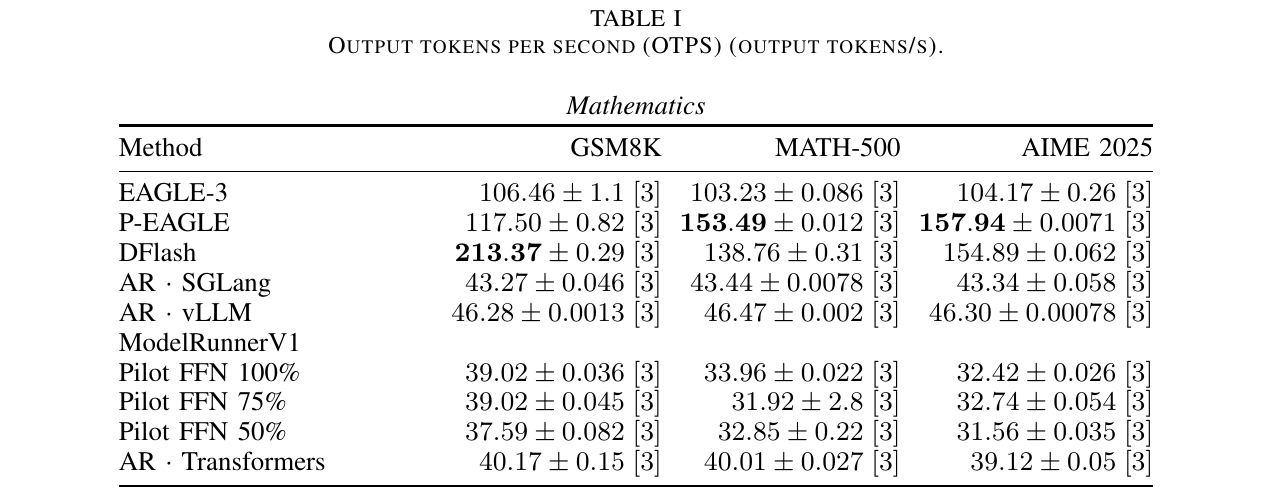 TABLE I
OUTPUT TOKENS PER SECOND (OTPS) (OUTPUT TOKENS/S).
Mathematics
Method GSM8K MATH-500 AIME 2025
EAGLE-3 106.46 ± 1.1 [3] 103.23 ± 0.086 [3] 104.17 ± 0.26 [3]
P-EAGLE 117.50 ± 0.82 [3] 153.49 ± 0.012 [3] 157.94 ± 0.0071 [3]
DFlash 213.37 ± 0.29 [3] 138.76 ± 0.31 [3] 154.89 ± 0.062 [3]
AR · SGLang 43.27 ± 0.046 [3] 43.44 ± 0.0078 [3] 43.34 ± 0.058 [3]
AR · vLLM 46.28 ± 0.0013 [3] 46.47 ± 0.002 [3] 46.30 ± 0.00078 [3]
ModelRunnerV1
Pilot FFN 100% 39.02 ± 0.036 [3] 33.96 ± 0.022 [3] 32.42 ± 0.026 [3]
Pilot FFN 75% 39.02 ± 0.045 [3] 31.92 ± 2.8 [3] 32.74 ± 0.054 [3]
Pilot FFN 50% 37.59 ± 0.082 [3] 32.85 ± 0.22 [3] 31.56 ± 0.035 [3]
AR · Transformers 40.17 ± 0.15 [3] 40.01 ± 0.027 [3] 39.12 ± 0.05 [3]